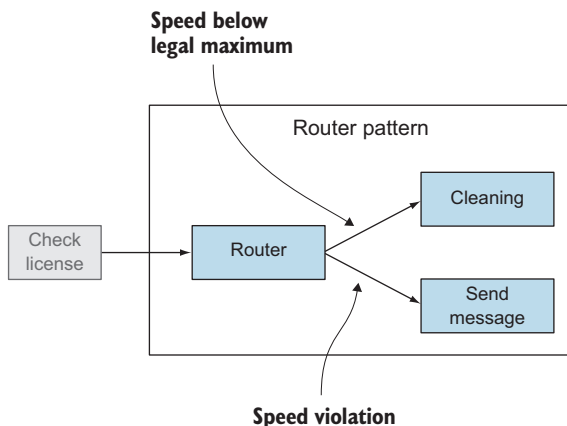 Speed below
legal maximum
Router pattern
Cleaning
Check
license
Router
Send
message
Speed violation